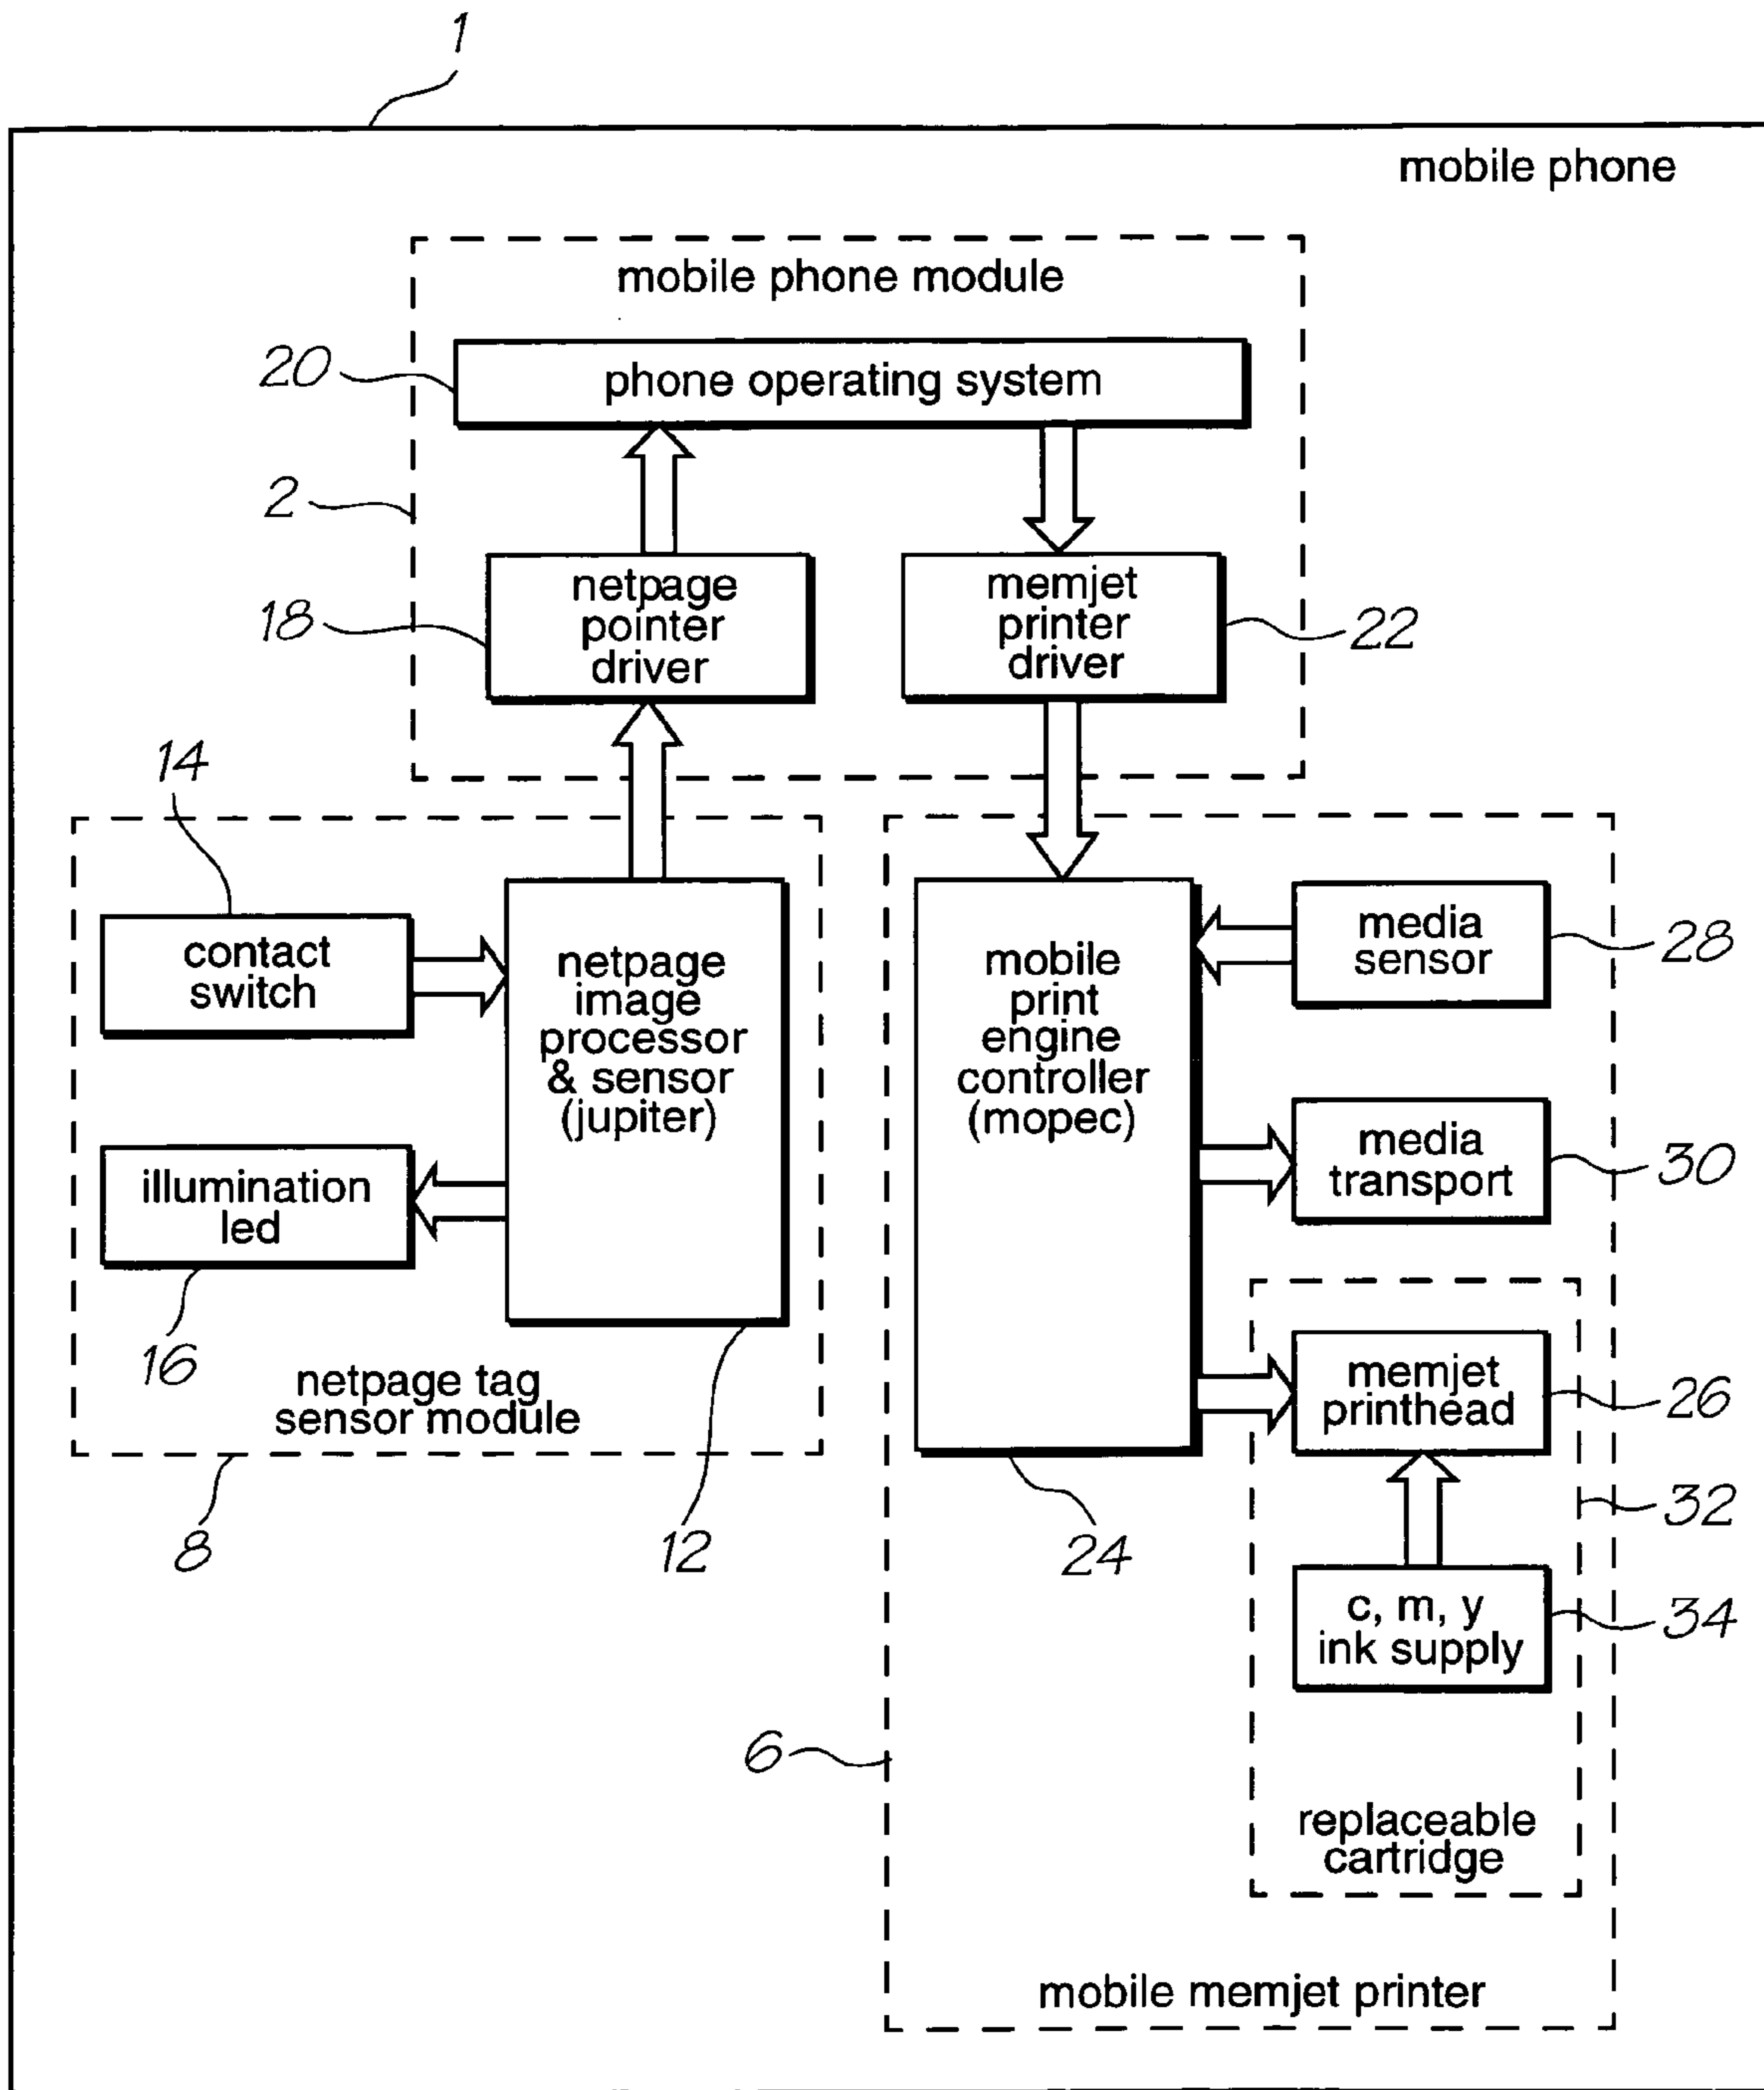 1
mobile phone
mobile phone module
20
phone operating system
2
18
netpage
pointer
driver
memjet
printer
driver
22
14
contact
switch
netpage
image
processor
& sensor
(jupiter)
illumination
led
16
netpage tag
sensor module
8
12
mobile
print
engine
controller
(mopec)
24
media
sensor
28
media
transport
30
memjet
printhead
26
32
c, m, y
ink supply
34
6
replaceable
cartridge
mobile memjet printer